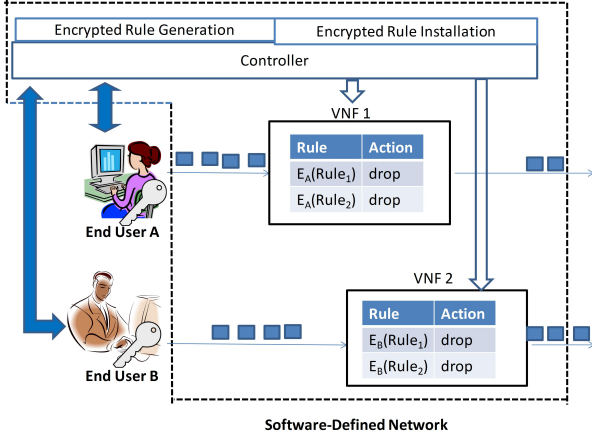 Encrypted Rule Generation
Encrypted Rule Installation
Controller
VNF 1
Rule Action
E_A(Rule_1) drop
E_A(Rule_2) drop
End User A
VNF 2
Rule Action
E_B(Rule_1) drop
E_B(Rule_2) drop
End User B
Software-Defined Network